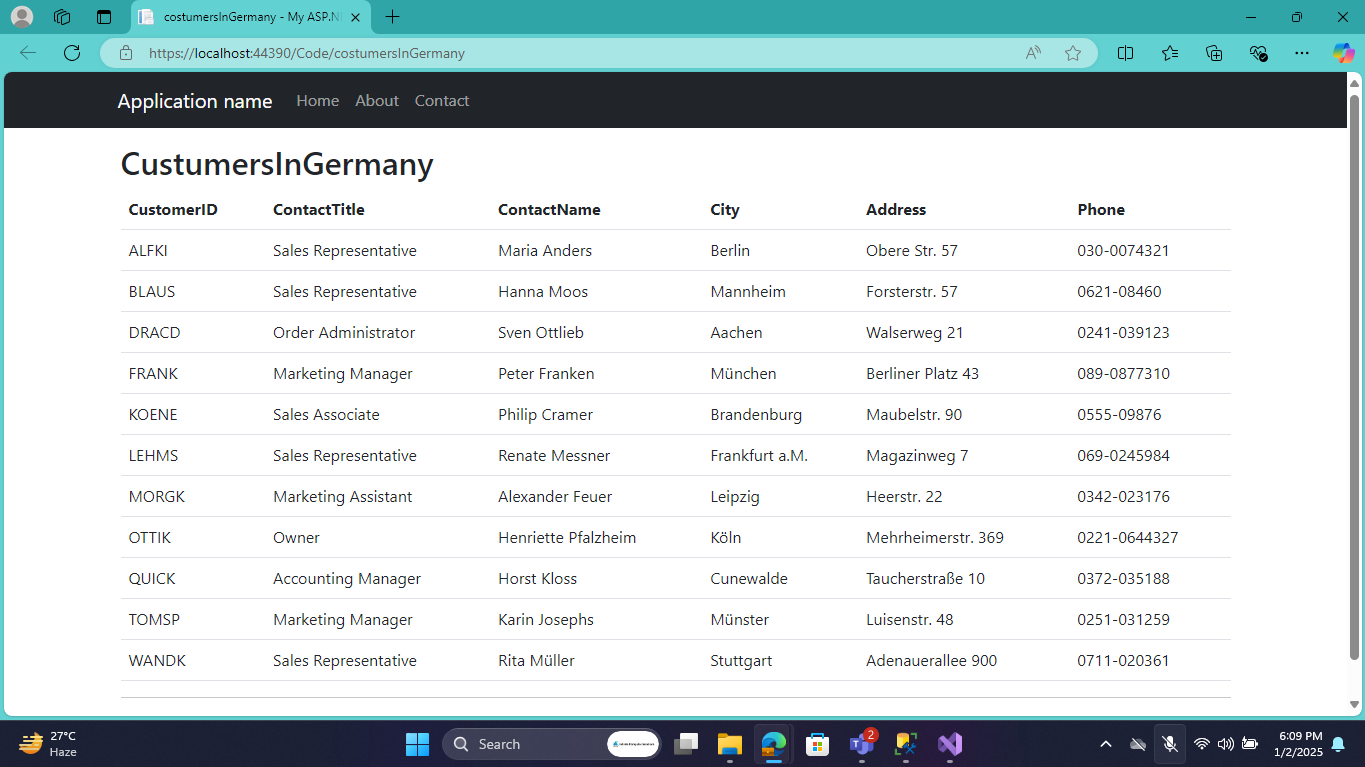 costumersInGermany - My ASP.N
https://localhost:44390/Code/costumersInGermany
Application name Home About Contact
CustumersInGermany
CustomerID ContactTitle ContactName City Address Phone
ALFKI Sales Representative Maria Anders Berlin Obere Str. 57 030-0074321
BLAUS Sales Representative Hanna Moos Mannheim Forsterstr. 57 0621-08460
DRACD Order Administrator Sven Ottlieb Aachen Walserweg 21 0241-039123
FRANK Marketing Manager Peter Franken München Berliner Platz 43 089-0877310
KOENE Sales Associate Philip Cramer Brandenburg Maubelstr. 90 0555-09876
LEHMS Sales Representative Renate Messner Frankfurt a.M. Magazinweg 7 069-0245984
MORGK Marketing Assistant Alexander Feuer Leipzig Heerstr. 22 0342-023176
OTTIK Owner Henriette Pfalzheim Köln Mehrheimerstr. 369 0221-0644327
QUICK Accounting Manager Horst Kloss Cunewalde Taucherstraße 10 0372-035188
TOMSP Marketing Manager Karin Josephs Münster Luisenstr. 48 0251-031259
WANDK Sales Representative Rita Müller Stuttgart Adenauerallee 900 0711-020361
27°C
Haze
Search
2
6:09 PM
1/2/2025